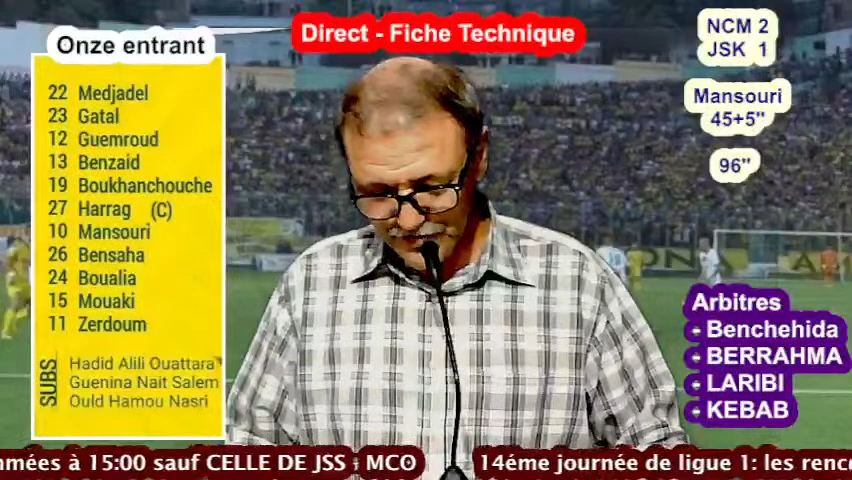 Onze entrant
Direct - Fiche Technique
NCM 2
JSK 1
22 Medjadel
23 Gatal
12 Guemroud
13 Benzaid
19 Boukhanchouche
27 Harrag (C)
10 Mansouri
26 Bensaha
24 Boualia
15 Mouaki
11 Zerdoum
SUBS
Hadid Alili Ouattara
Guenina Nait Salem
Ould Hamou Nasri
Mansouri
45+5"
96"
Arbitres
- Benchehida
- BERRAHMA
- LARIBI
- KEBAB
mmées à 15:00 sauf CELLE DE JSS - MCO 14éme journée de ligue 1: les renc